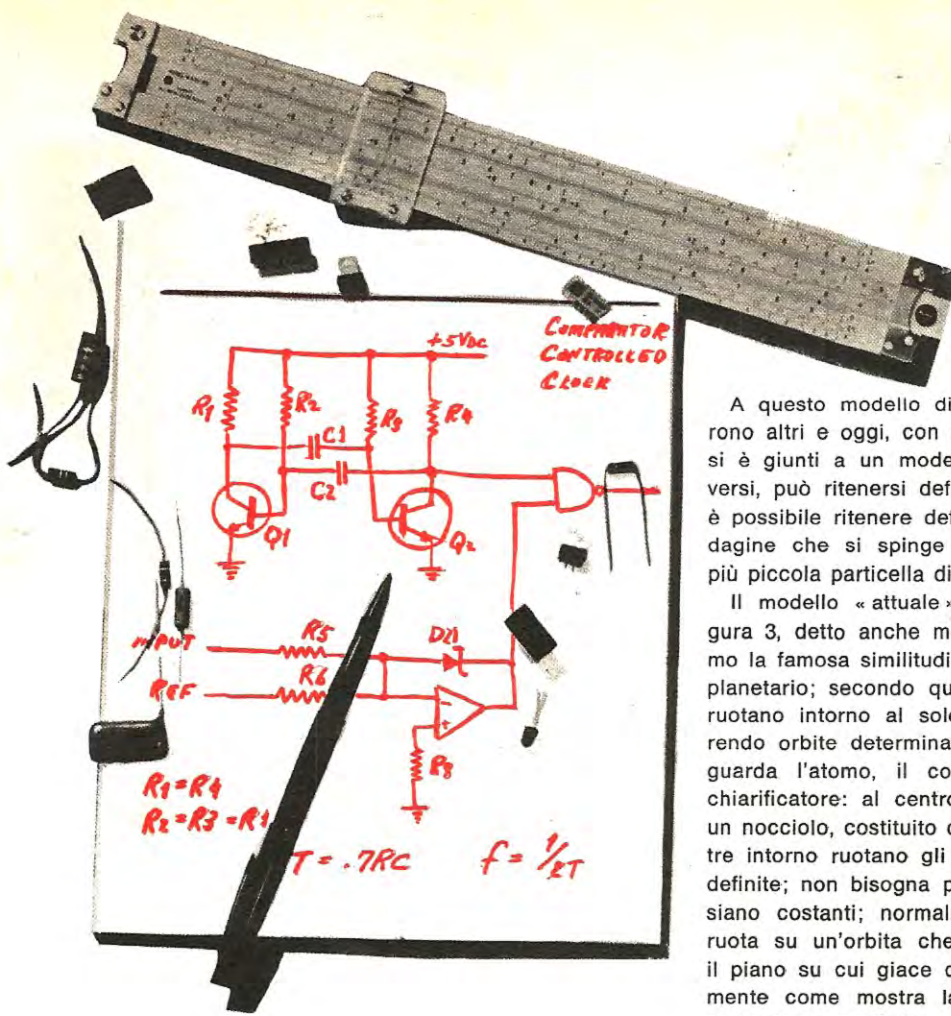 COMPARATOR
CONTROLLED
CLOCK
+5VDC
R1
R2
R3
R4
C1
C2
Q1
Q2
INPUT
R5
DZ1
REF
R6
-
+
R8
R1=R4
R2=R3=R1
T = .7RC
f = 1/2T
A questo modello di
rono altri e oggi, con
si è giunti a un mode
versi, può ritenersi def
è possibile ritenere det
dagine che si spinge
più piccola particella di
Il modello « attuale »
gura 3, detto anche m
mo la famosa similitudi
planetario; secondo qu
ruotano intorno al sol
rendo orbite determina
guarda l'atomo, il co
chiarificatore: al centro
un nocciolo, costituito d
tre intorno ruotano gli
definite; non bisogna p
siano costanti; normal
ruota su un'orbita che
il piano su cui giace d
mente come mostra la